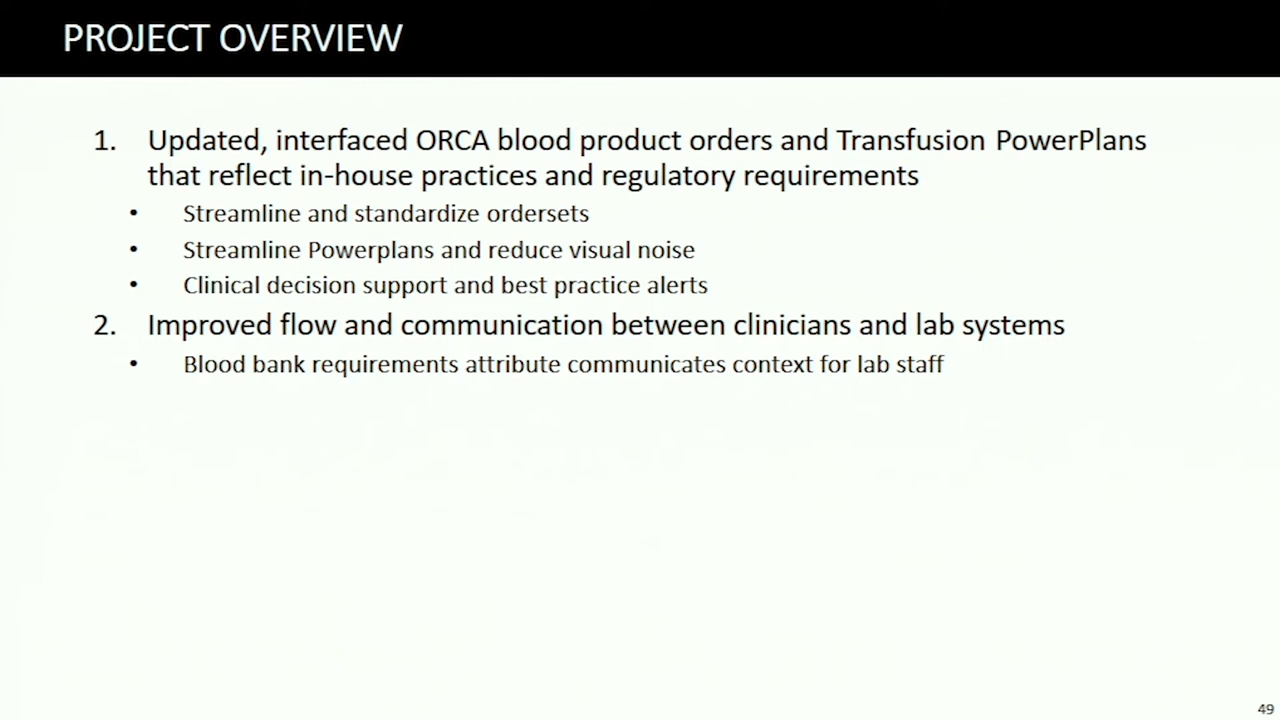 PROJECT OVERVIEW
1. Updated, interfaced ORCA blood product orders and Transfusion PowerPlans
that reflect in-house practices and regulatory requirements
• Streamline and standardize ordersets
• Streamline Powerplans and reduce visual noise
• Clinical decision support and best practice alerts
2. Improved flow and communication between clinicians and lab systems
• Blood bank requirements attribute communicates context for lab staff
49